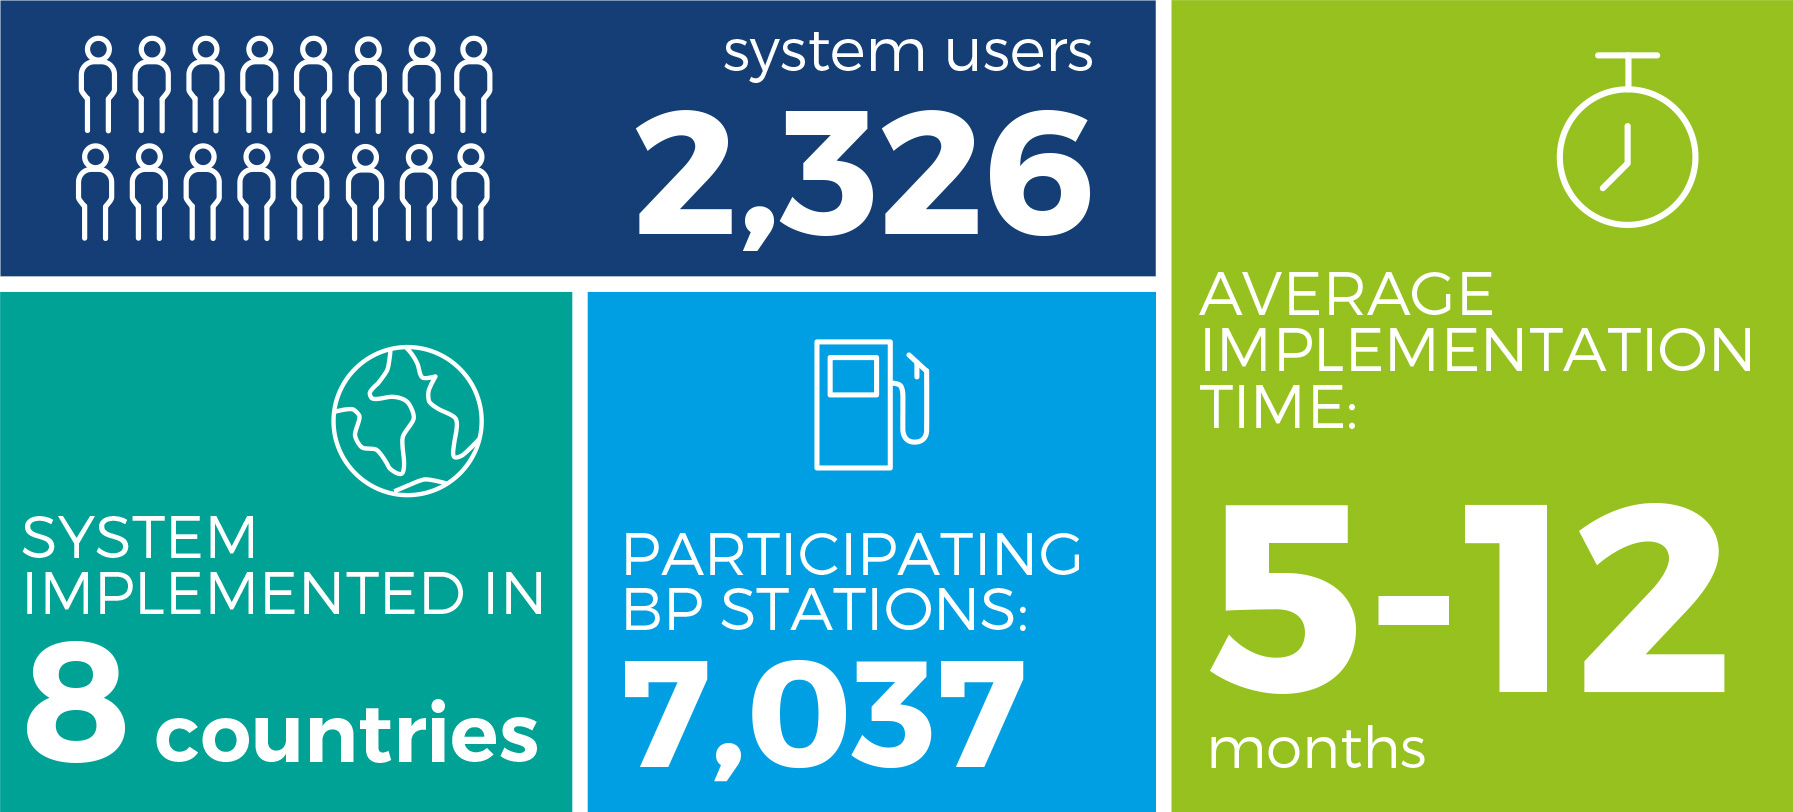 system users
2,326
SYSTEM
IMPLEMENTED IN
8 countries
PARTICIPATING
BP STATIONS:
7,037
AVERAGE
IMPLEMENTATION
TIME:
5-12
months